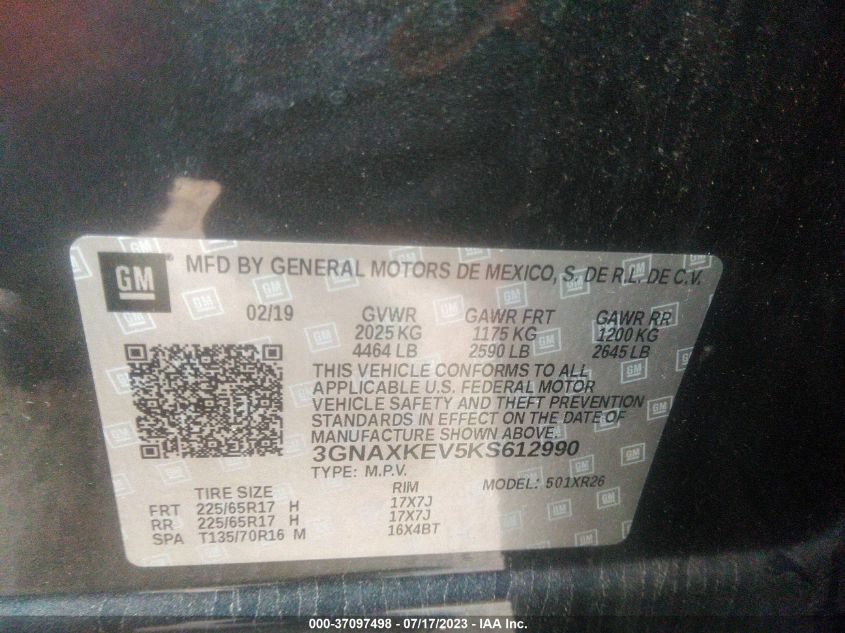 GM MFD BY GENERAL MOTORS DE MEXICO, S. DE R.L. DE C.V.
02/19 GVWR GAWR FRT GAWR RR
2025 KG 1175 KG 1200 KG
4464 LB 2590 LB 2645 LB
THIS VEHICLE CONFORMS TO ALL
APPLICABLE U.S. FEDERAL MOTOR
VEHICLE SAFETY AND THEFT PREVENTION
STANDARDS IN EFFECT ON THE DATE OF
MANUFACTURE SHOWN ABOVE.
3GNAXKEV5KS612990
TYPE: M.P.V. MODEL: 501XR26
TIRE SIZE RIM
FRT 225/65R17 H 17X7J
RR 225/65R17 H 17X7J
SPA T135/70R16 M 16X4BT
000-37097498 - 07/17/2023 - IAA Inc.